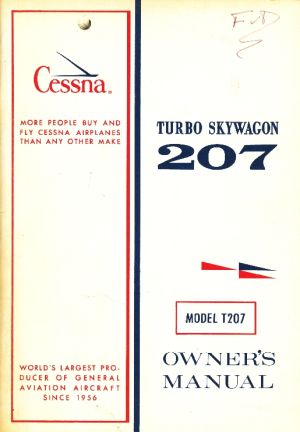 Cessna
MORE PEOPLE BUY AND
FLY CESSNA AIRPLANES
THAN ANY OTHER MAKE
WORLD'S LARGEST PRO-
DUCER OF GENERAL
AVIATION AIRCRAFT
SINCE 1956
TURBO SKYWAGON
207
MODEL T207
OWNER'S
MANUAL